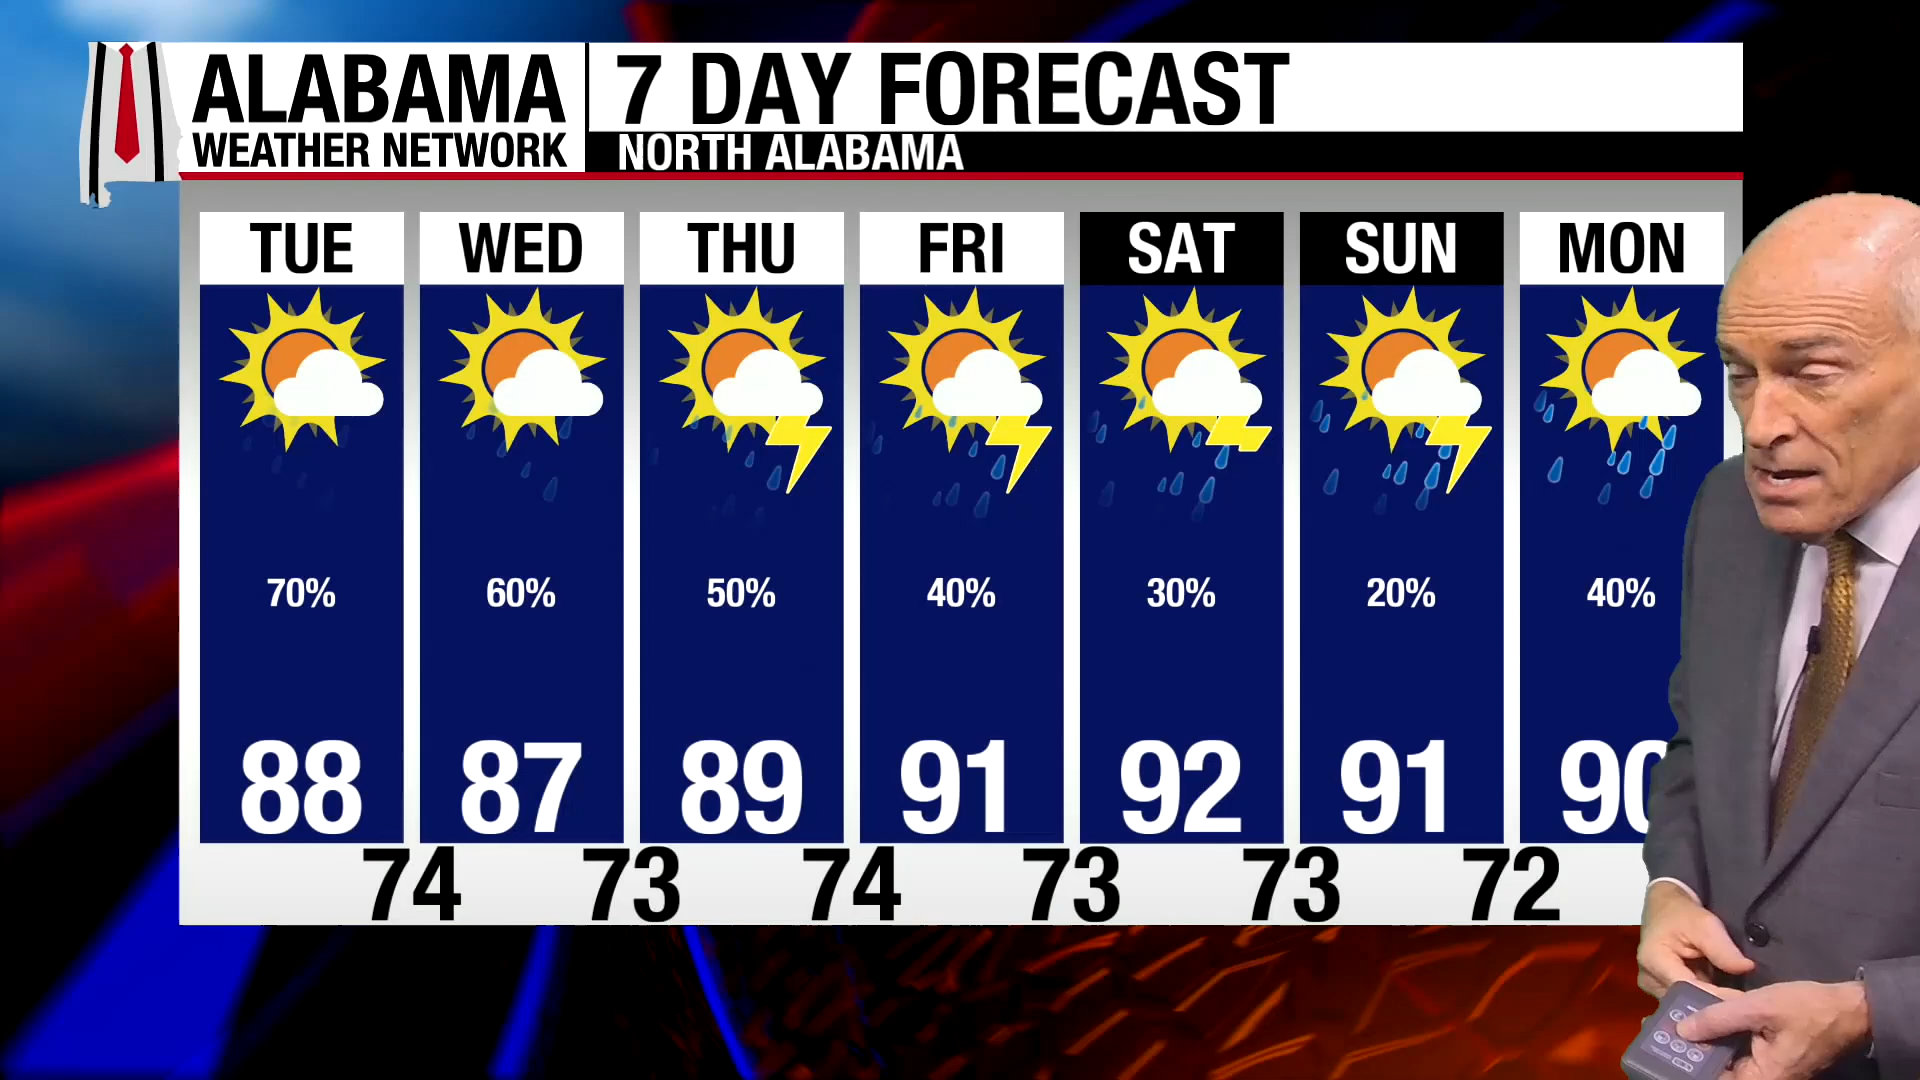 ALABAMA
WEATHER NETWORK
7 DAY FORECAST
NORTH ALABAMA
TUE WED THU FRI SAT SUN MON
70% 60% 50% 40% 30% 20% 40%
88 87 89 91 92 91 90
74 73 74 73 73 72